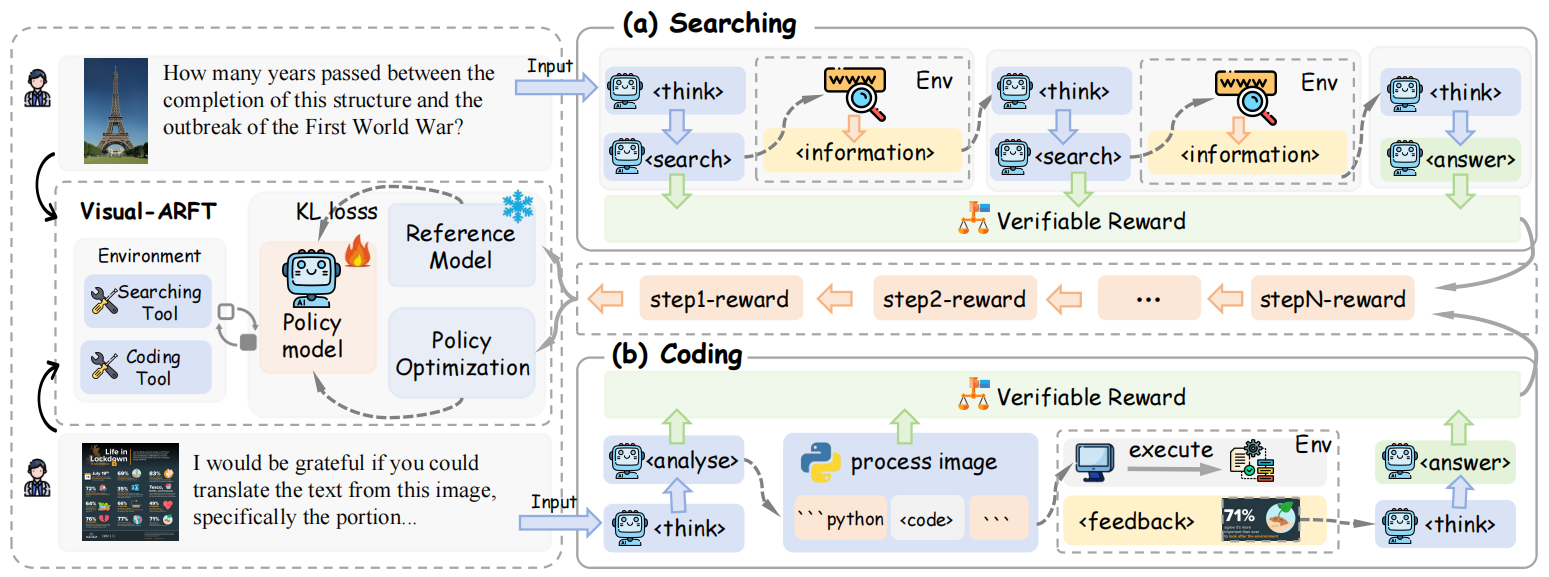 (a) Searching
How many years passed between the
completion of this structure and the
outbreak of the First World War?
Input
<think>
<search>
www
Env
<information>
<think>
<search>
www
Env
<information>
<think>
<answer>
Verifiable Reward
Visual-ARFT
Environment
Searching
Tool
Coding
Tool
KL losss
AI
Policy
model
Reference
Model
Policy
Optimization
step1-reward
step2-reward
...
stepN-reward
(b) Coding
Verifiable Reward
Life in
Lockdown
I would be grateful if you could
translate the text from this image,
specifically the portion...
Input
<analyse>
<think>
process image
```python
<code>
```
execute
Env
<feedback>
71%
<answer>
<think>